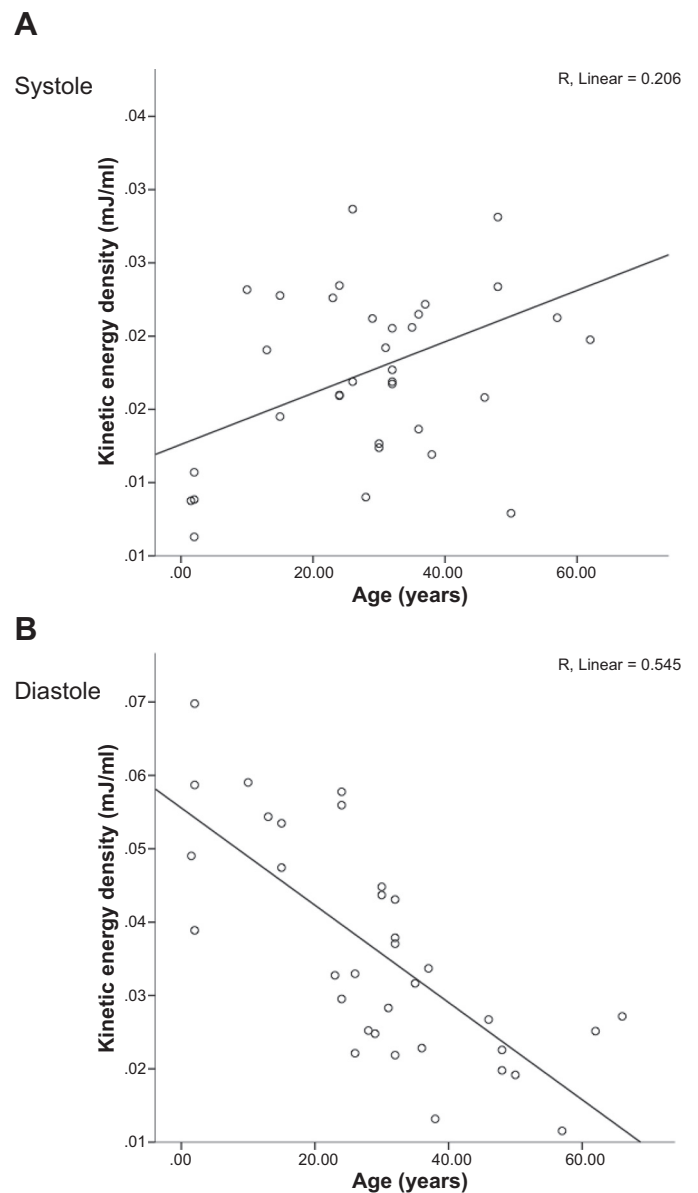 A
Systole
R, Linear = 0.206
Kinetic energy density (mJ/ml)
.04
.03
.03
.02
.02
.01
.01
.00 20.00 40.00 60.00
Age (years)
B
Diastole
R, Linear = 0.545
Kinetic energy density (mJ/ml)
.07
.06
.05
.04
.03
.02
.01
.00 20.00 40.00 60.00
Age (years)